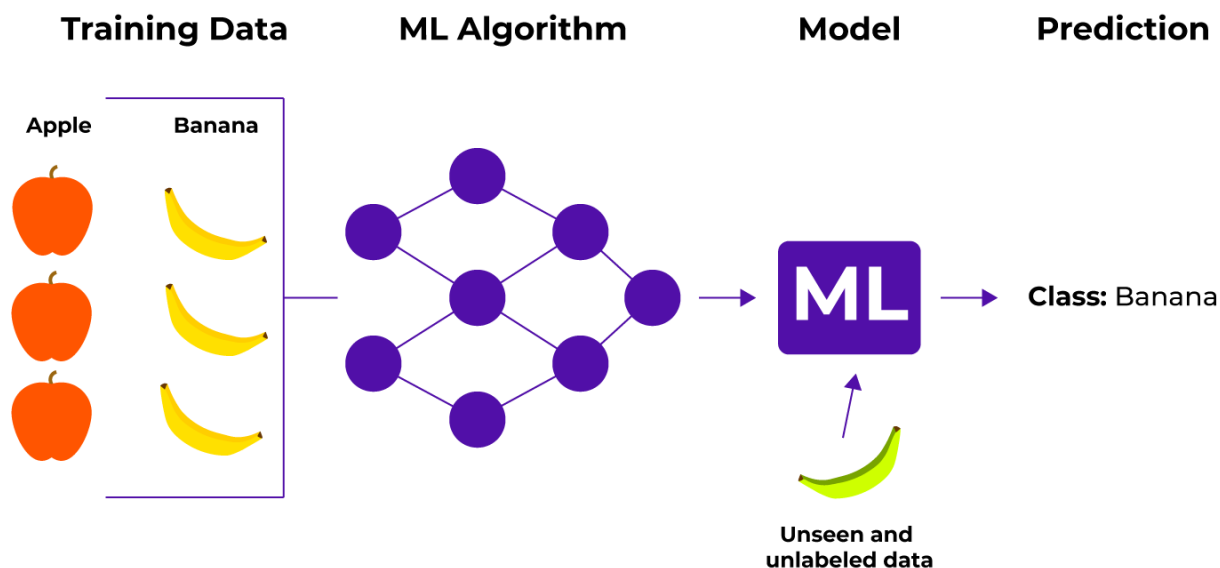 Training Data
ML Algorithm
Model
Prediction
Apple
Banana
ML
Class: Banana
Unseen and
unlabeled data